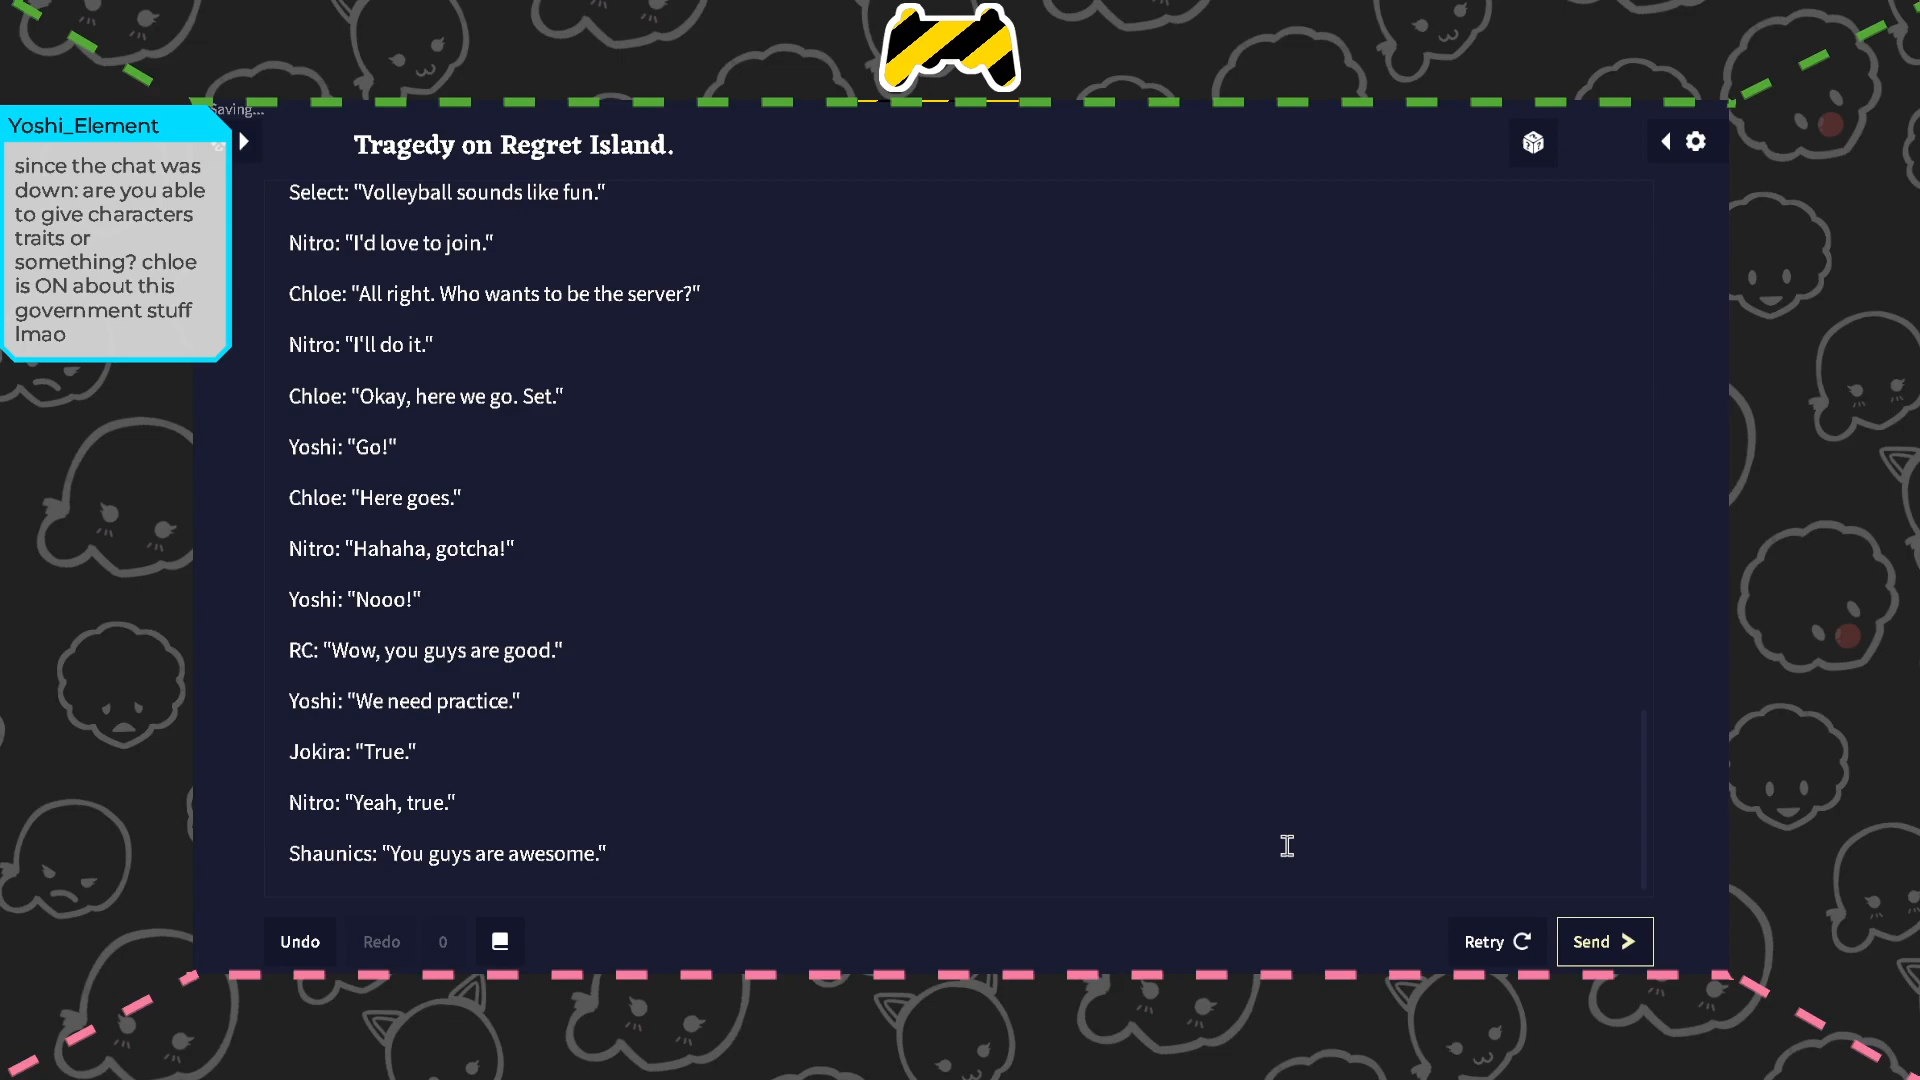 Saving...
Yoshi_Element
since the chat was
down: are you able
to give characters
traits or
something? chloe
is ON about this
government stuff
lmao
Tragedy on Regret Island.
Select: "Volleyball sounds like fun."
Nitro: "I'd love to join."
Chloe: "All right. Who wants to be the server?"
Nitro: "I'll do it."
Chloe: "Okay, here we go. Set."
Yoshi: "Go!"
Chloe: "Here goes."
Nitro: "Hahaha, gotcha!"
Yoshi: "Nooo!"
RC: "Wow, you guys are good."
Yoshi: "We need practice."
Jokira: "True."
Nitro: "Yeah, true."
Shaunics: "You guys are awesome."
Undo Redo 0 Retry Send